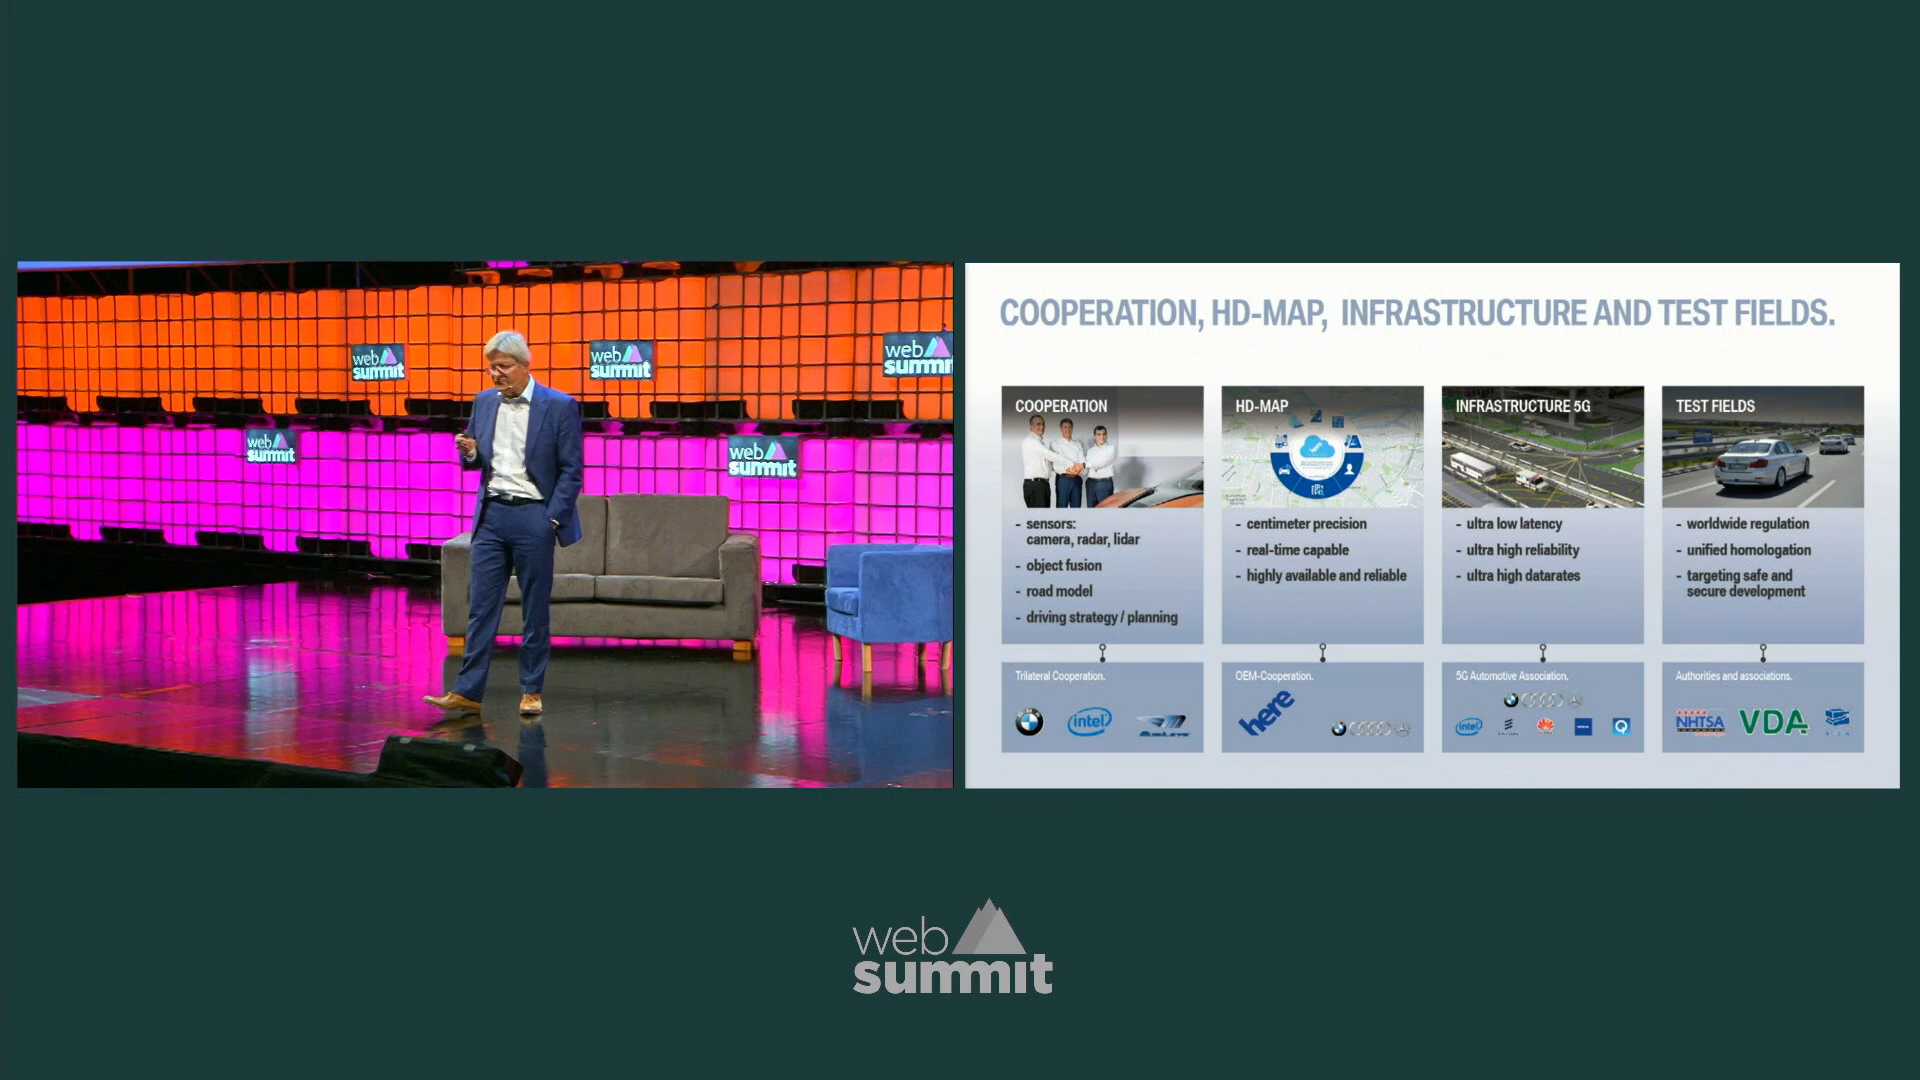 web
summit
web
summit
web
summi
web
summit
web
summit
COOPERATION, HD-MAP, INFRASTRUCTURE AND TEST FIELDS.
COOPERATION
- sensors:
camera, radar, lidar
- object fusion
- road model
- driving strategy / planning
Trilateral Cooperation.
intel
HD-MAP
- centimeter precision
- real-time capable
- highly available and reliable
OEM-Cooperation.
here
INFRASTRUCTURE 5G
- ultra low latency
- ultra high reliability
- ultra high datarates
5G Automotive Association.
intel
TEST FIELDS
- worldwide regulation
- unified homologation
- targeting safe and
secure development
Authorities and associations.
NHTSA
VDA
web
summit